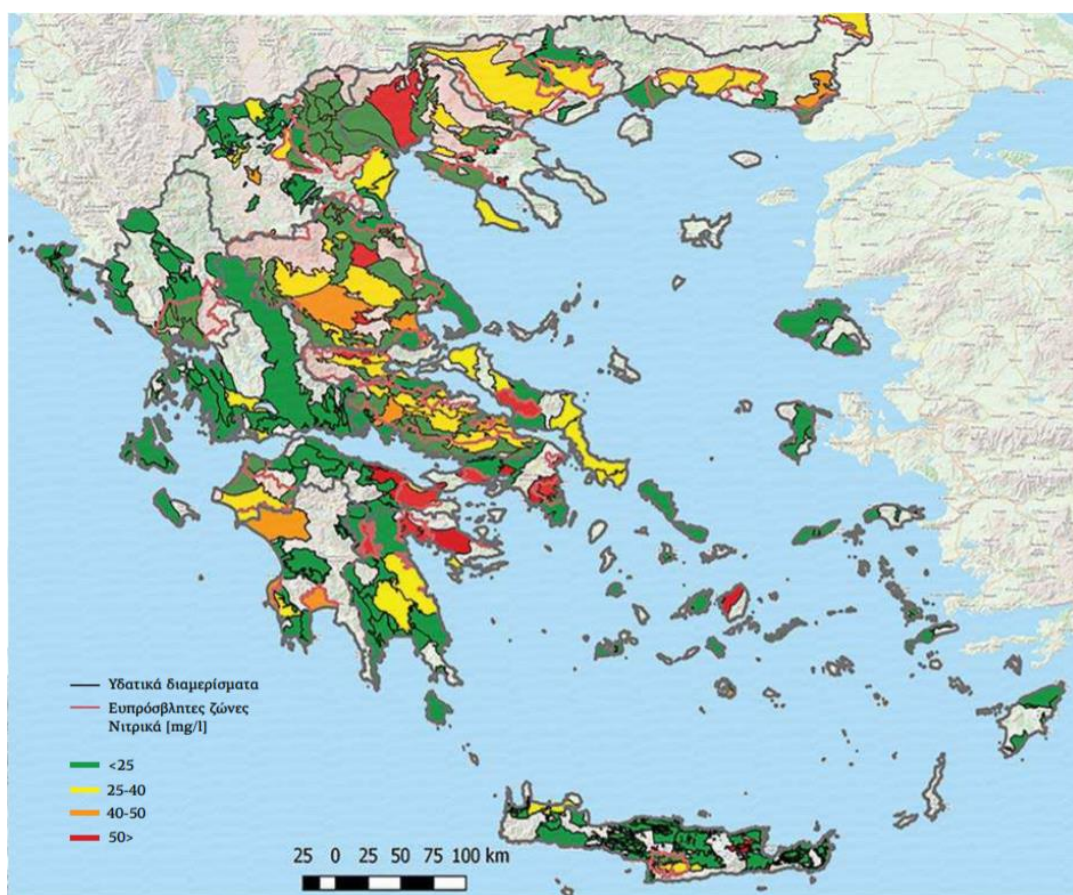 Υδατικά διαμερίσματα
Ευπρόσβλητες ζώνες
Νιτρικά [mg/l]
<25
25-40
40-50
50>
25 0 25 50 75 100 km